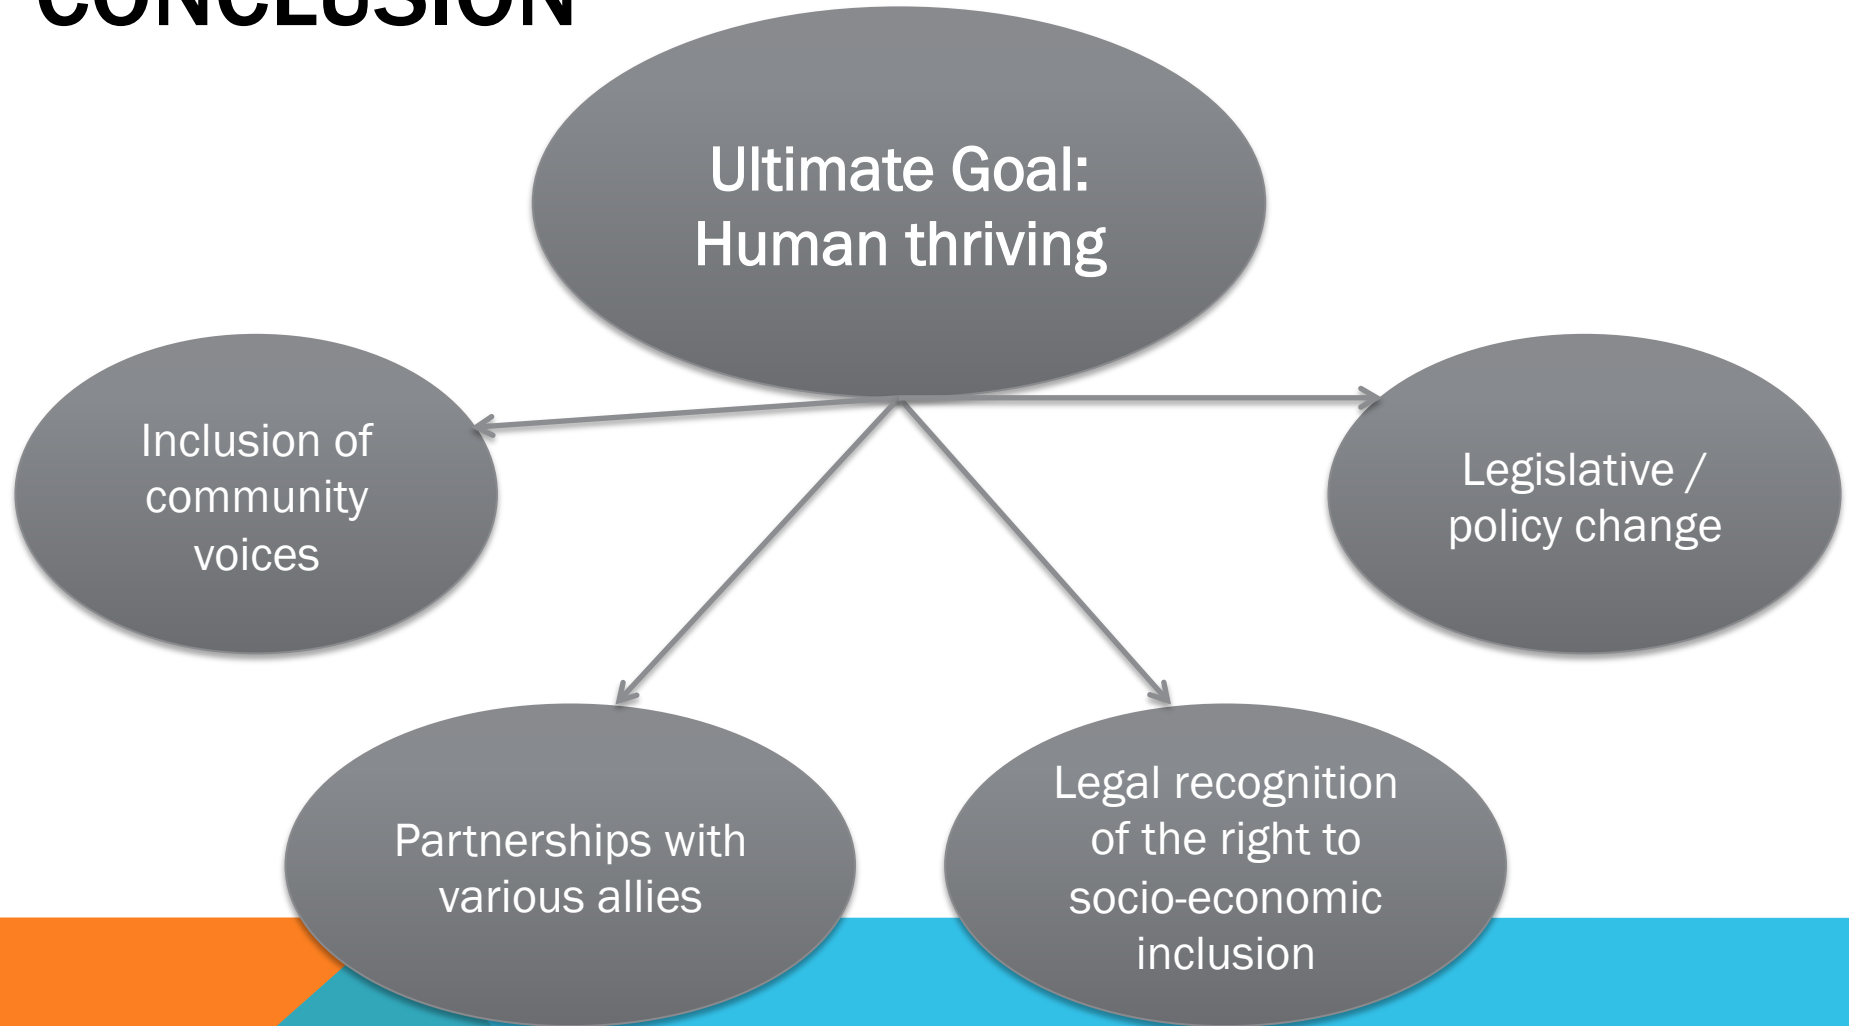 CONCLUSION
Ultimate Goal:
Human thriving
Inclusion of
community
voices
Legislative /
policy change
Partnerships with
various allies
Legal recognition
of the right to
socio-economic
inclusion